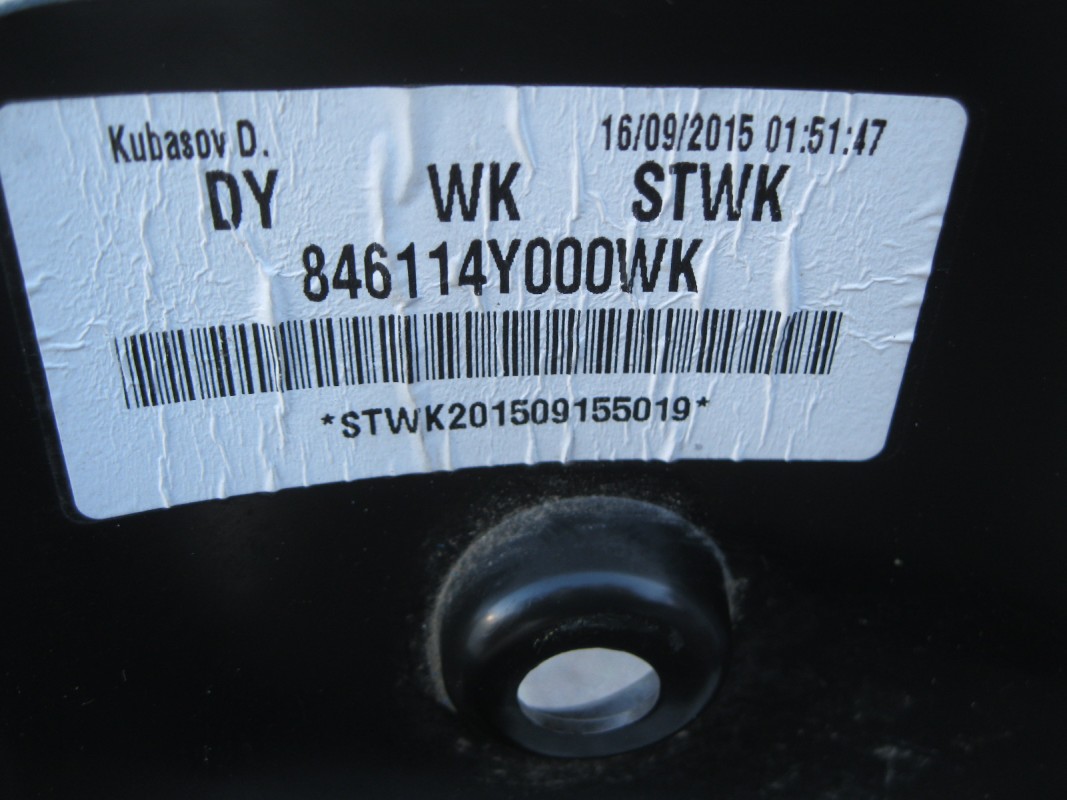 Kubasov D. 16/09/2015 01:51:47
DY WK STWK
846114Y000WK
*STWK201509155019*